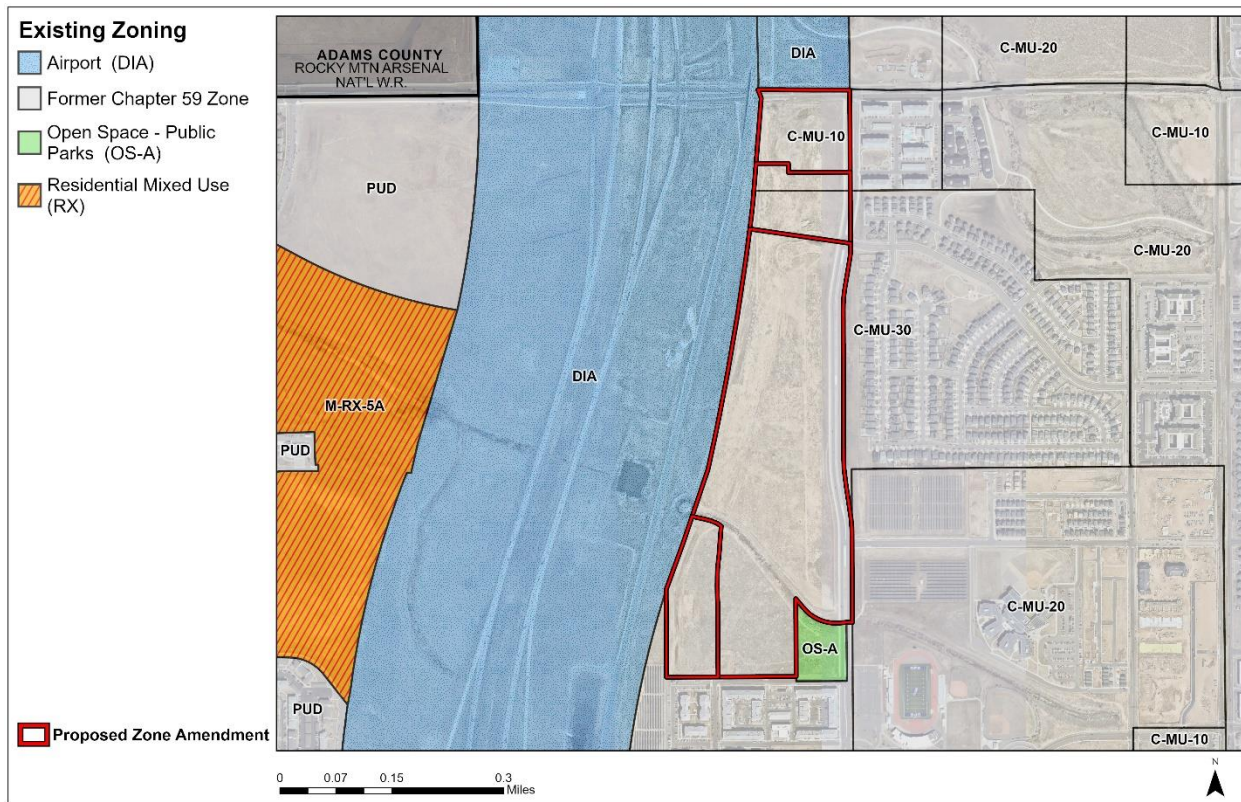 Existing Zoning
Airport (DIA)
Former Chapter 59 Zone
Open Space - Public
Parks (OS-A)
Residential Mixed Use
(RX)
Proposed Zone Amendment
ADAMS COUNTY
ROCKY MTN ARSENAL
NAT'L W.R.
DIA
C-MU-20
C-MU-10
C-MU-10
PUD
C-MU-20
C-MU-30
DIA
M-RX-5A
PUD
C-MU-20
OS-A
PUD
C-MU-10
0 0.07 0.15 0.3
Miles
N